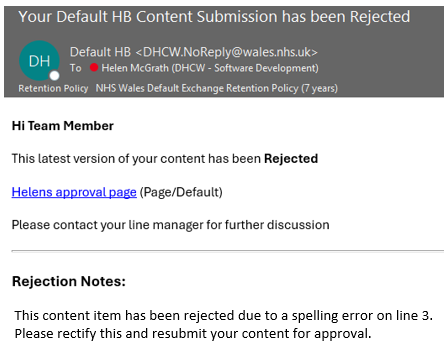 Your Default HB Content Submission has been Rejected
DH
Default HB <DHCW.NoReply@wales.nhs.uk>
To Helen McGrath (DHCW - Software Development)
Retention Policy NHS Wales Default Exchange Retention Policy (7 years)
Hi Team Member
This latest version of your content has been Rejected
Helens approval page (Page/Default)
Please contact your line manager for further discussion
Rejection Notes:
This content item has been rejected due to a spelling error on line 3.
Please rectify this and resubmit your content for approval.